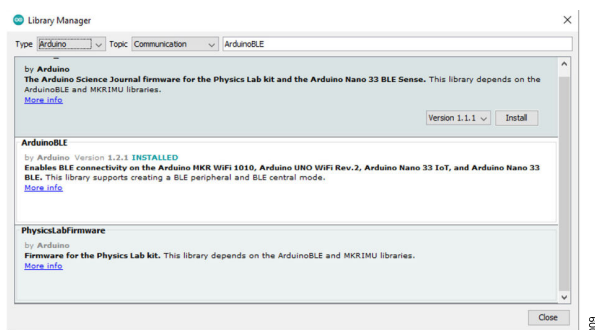 Library Manager
Type Arduino Topic Communication ArduinoBLE
by Arduino
The Arduino Science Journal firmware for the Physics Lab kit and the Arduino Nano 33 BLE Sense. This library depends on the
ArduinoBLE and MKRIMU libraries.
More info
Version 1.1.1 Install
ArduinoBLE
by Arduino Version 1.2.1 INSTALLED
Enables BLE connectivity on the Arduino MKR WiFi 1010, Arduino UNO WiFi Rev.2, Arduino Nano 33 IoT, and Arduino Nano 33
BLE. This library supports creating a BLE peripheral and BLE central mode.
More info
PhysicsLabFirmware
by Arduino
Firmware for the Physics Lab kit. This library depends on the ArduinoBLE and MKRIMU libraries.
More info
Close